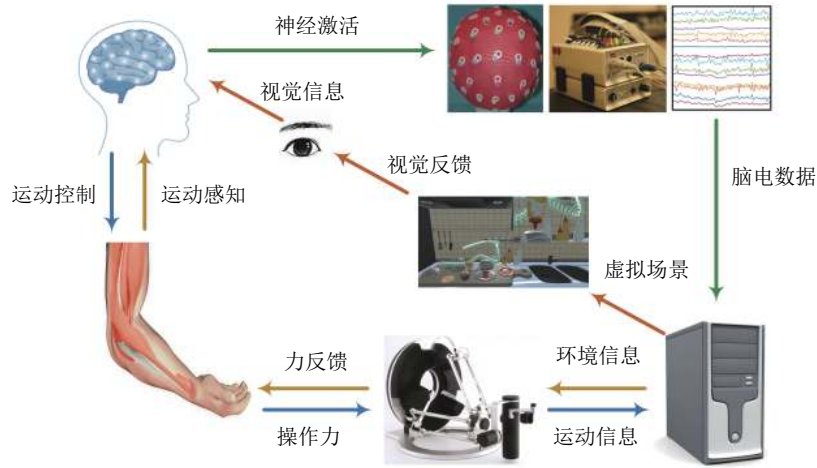 神经激活
视觉信息
视觉反馈
脑电数据
运动控制
运动感知
虚拟场景
力反馈
环境信息
操作力
运动信息